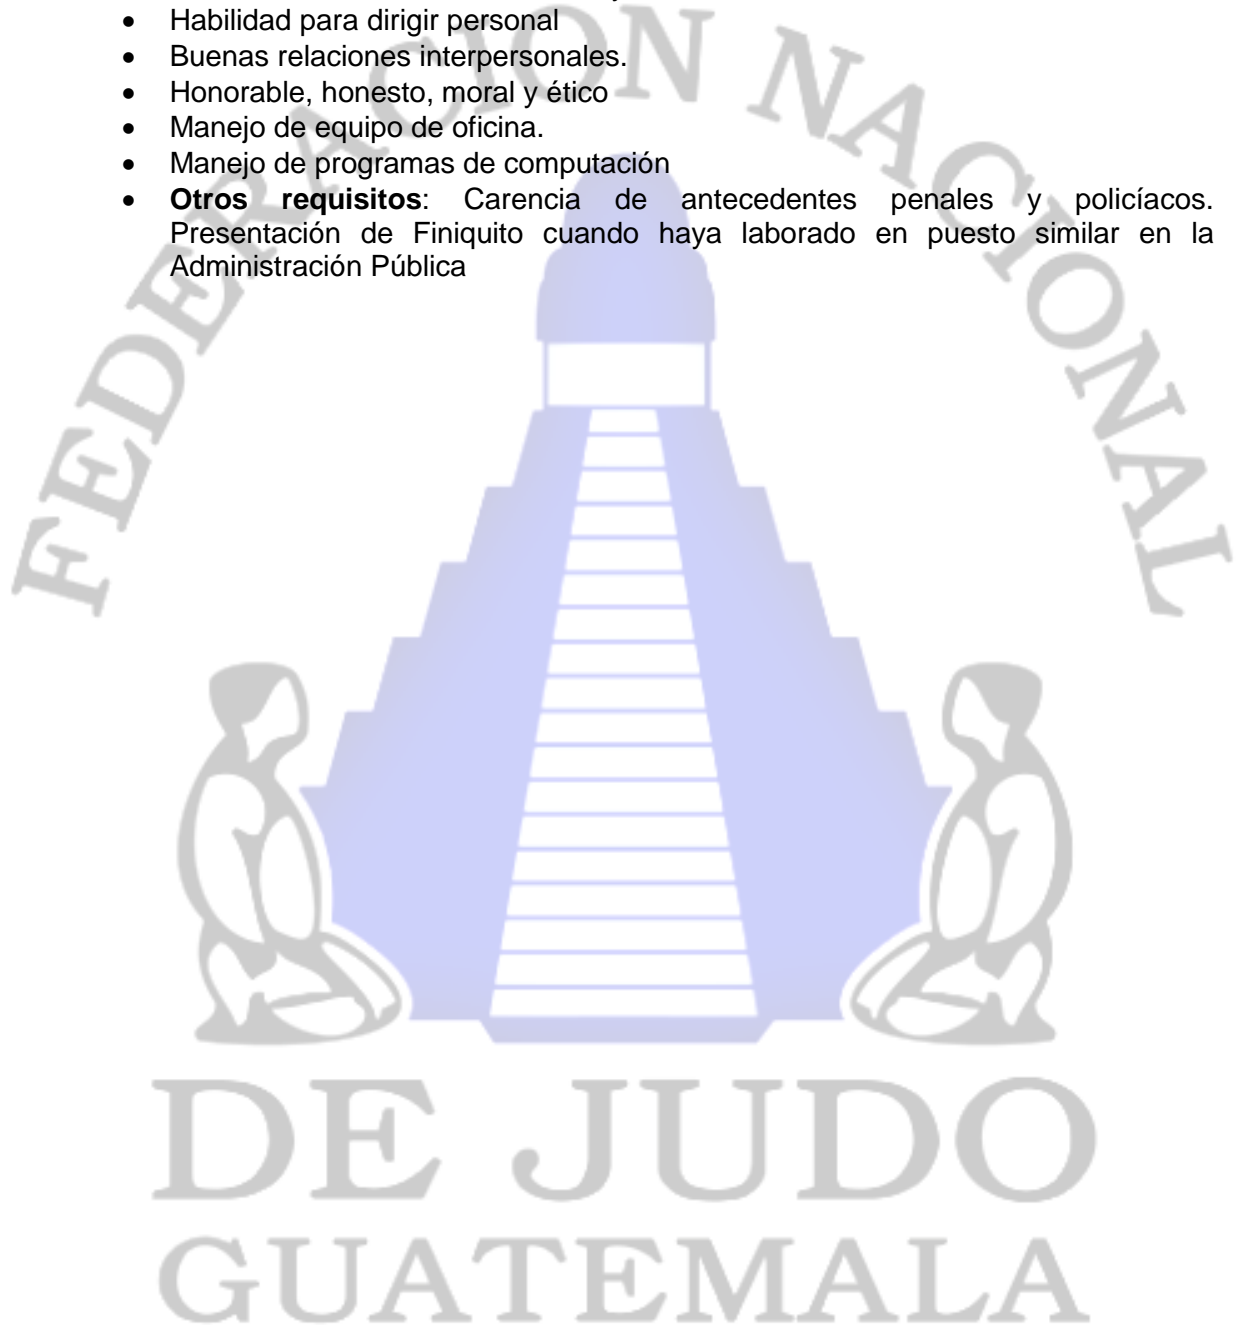 • Habilidad para dirigir personal
• Buenas relaciones interpersonales.
• Honorable, honesto, moral y ético
• Manejo de equipo de oficina.
• Manejo de programas de computación
• Otros requisitos: Carencia de antecedentes penales y policíacos.
Presentación de Finiquito cuando haya laborado en puesto similar en la
Administración Pública
FEDERACION NACIONAL
DE JUDO
GUATEMALA